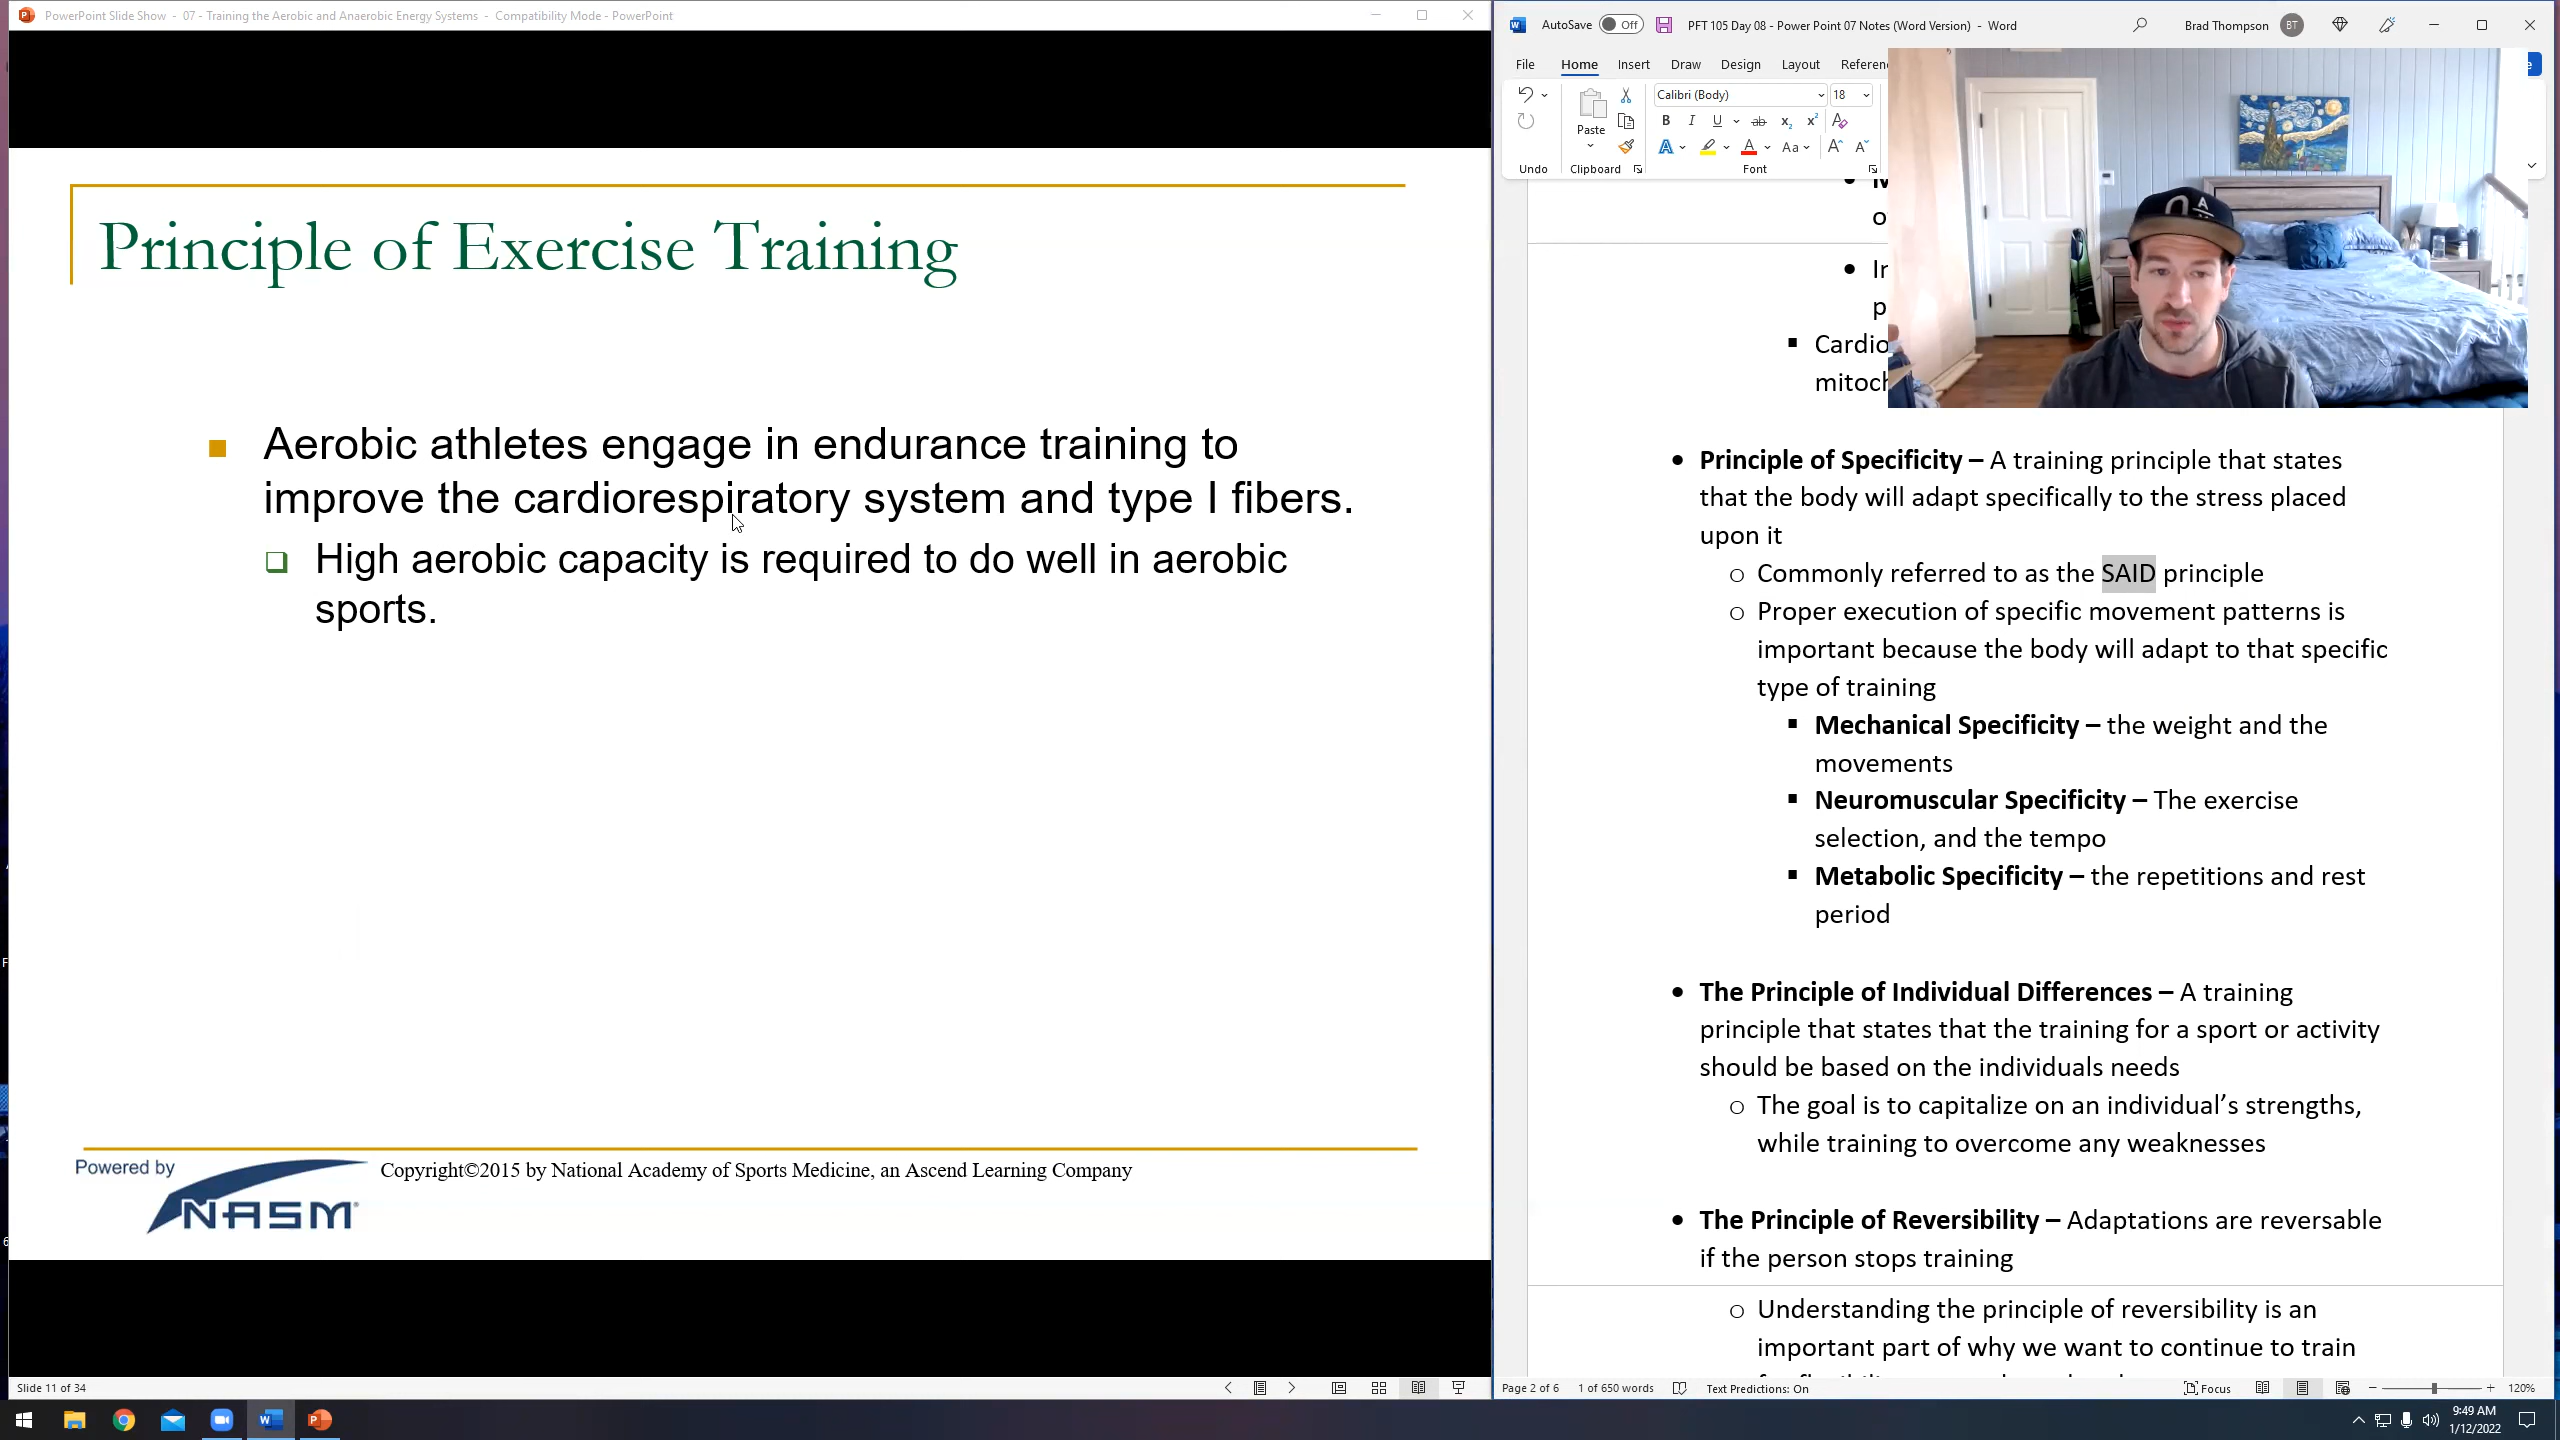 PowerPoint Slide Show - 07 - Training the Aerobic and Anaerobic Energy Systems - Compatibility Mode - PowerPoint
Principle of Exercise Training
Aerobic athletes engage in endurance training to
improve the cardiorespiratory system and type I fibers.
High aerobic capacity is required to do well in aerobic
sports.
Powered by
NASM
Copyright©2015 by National Academy of Sports Medicine, an Ascend Learning Company
Slide 11 of 34
AutoSave Off PFT 105 Day 08 - Power Point 07 Notes (Word Version) - Word Brad Thompson BT
File Home Insert Draw Design Layout
Calibri (Body) 18
Paste
B I U ab x₂ x²
A A Aa A A
Undo Clipboard Font
Cardio
Principle of Specificity – A training principle that states
that the body will adapt specifically to the stress placed
upon it
o Commonly referred to as the SAID principle
o Proper execution of specific movement patterns is
important because the body will adapt to that specific
type of training
Mechanical Specificity – the weight and the
movements
Neuromuscular Specificity – The exercise
selection, and the tempo
Metabolic Specificity – the repetitions and rest
period
The Principle of Individual Differences – A training
principle that states that the training for a sport or activity
should be based on the individuals needs
o The goal is to capitalize on an individual’s strengths,
while training to overcome any weaknesses
The Principle of Reversibility – Adaptations are reversable
if the person stops training
o Understanding the principle of reversibility is an
important part of why we want to continue to train
Page 2 of 6 1 of 650 words Text Predictions: On Focus 120%
9:49 AM
1/12/2022